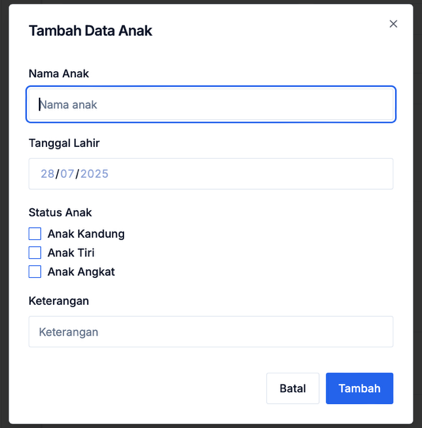 Tambah Data Anak
Nama Anak
Nama anak
Tanggal Lahir
28/07/2025
Status Anak
Anak Kandung
Anak Tiri
Anak Angkat
Keterangan
Keterangan
Batal
Tambah